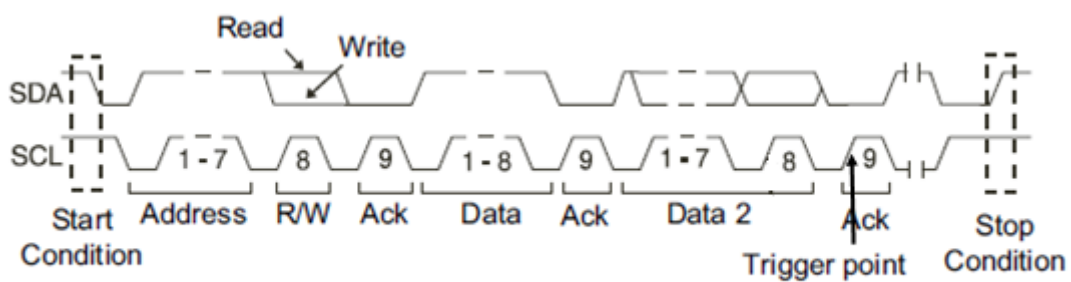 Read
Write
SDA
SCL
1 - 7 8 9 1 - 8 9 1 - 7 8 9
Address R/W Ack Data Ack Data 2 Ack
Start Condition
Trigger point
Stop Condition